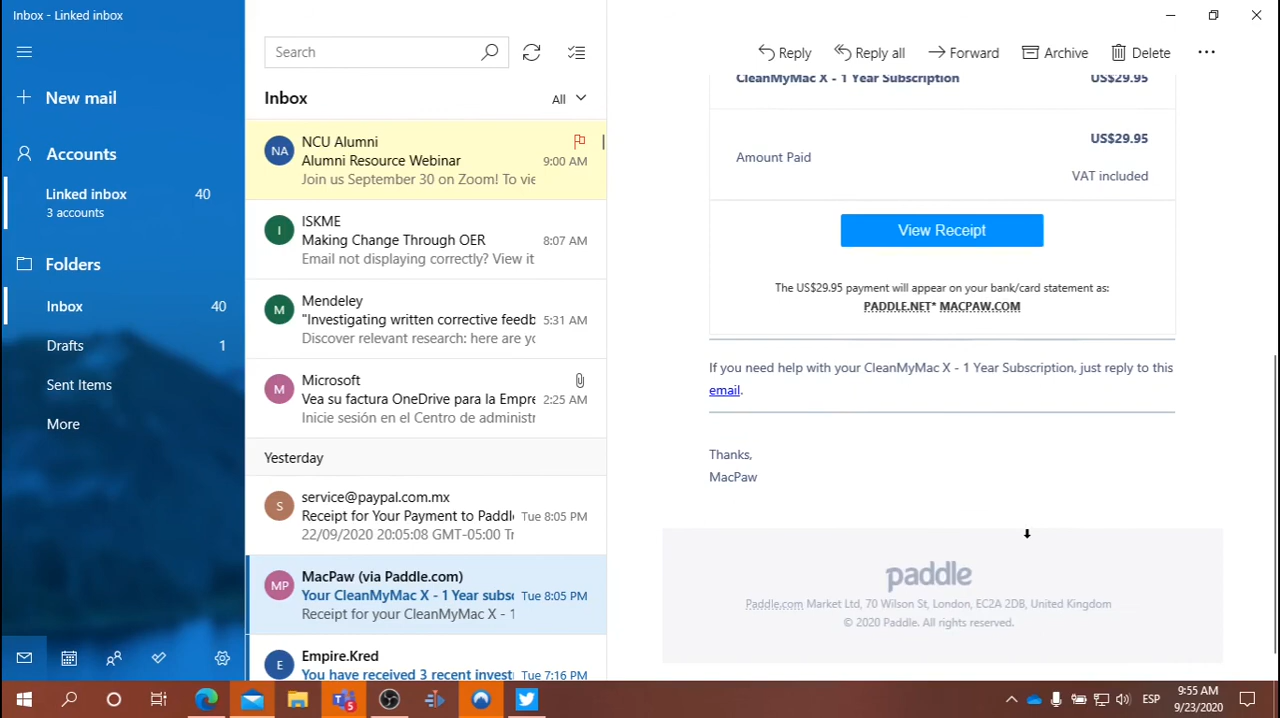 Inbox - Linked inbox
New mail
Accounts
Linked inbox 40
3 accounts
Folders
Inbox 40
Drafts 1
Sent Items
More
Search
Inbox
All
NA
NCU Alumni
Alumni Resource Webinar 9:00 AM
Join us September 30 on Zoom! To vie
I
ISKME
Making Change Through OER 8:07 AM
Email not displaying correctly? View it
M
Mendeley
"Investigating written corrective feedb 5:31 AM
Discover relevant research: here are yo
M
Microsoft
Vea su factura OneDrive para la Empre 2:25 AM
Inicie sesión en el Centro de administr
Yesterday
S
service@paypal.com.mx
Receipt for Your Payment to Paddl Tue 8:05 PM
22/09/2020 20:05:08 GMT-05:00 Tr
MP
MacPaw (via Paddle.com)
Your CleanMyMac X - 1 Year subsc Tue 8:05 PM
Receipt for your CleanMyMac X - 1
E
Empire.Kred
You have received 3 recent invest Tue 7:16 PM
Reply Reply all Forward Archive Delete
CleanMyMac X - 1 Year Subscription US$29.95
US$29.95
Amount Paid
VAT included
View Receipt
The US$29.95 payment will appear on your bank/card statement as:
PADDLE.NET* MACPAW.COM
If you need help with your CleanMyMac X - 1 Year Subscription, just reply to this
email.
Thanks,
MacPaw
paddle
Paddle.com Market Ltd, 70 Wilson St, London, EC2A 2DB, United Kingdom
© 2020 Paddle. All rights reserved.
ESP
9:55 AM
9/23/2020